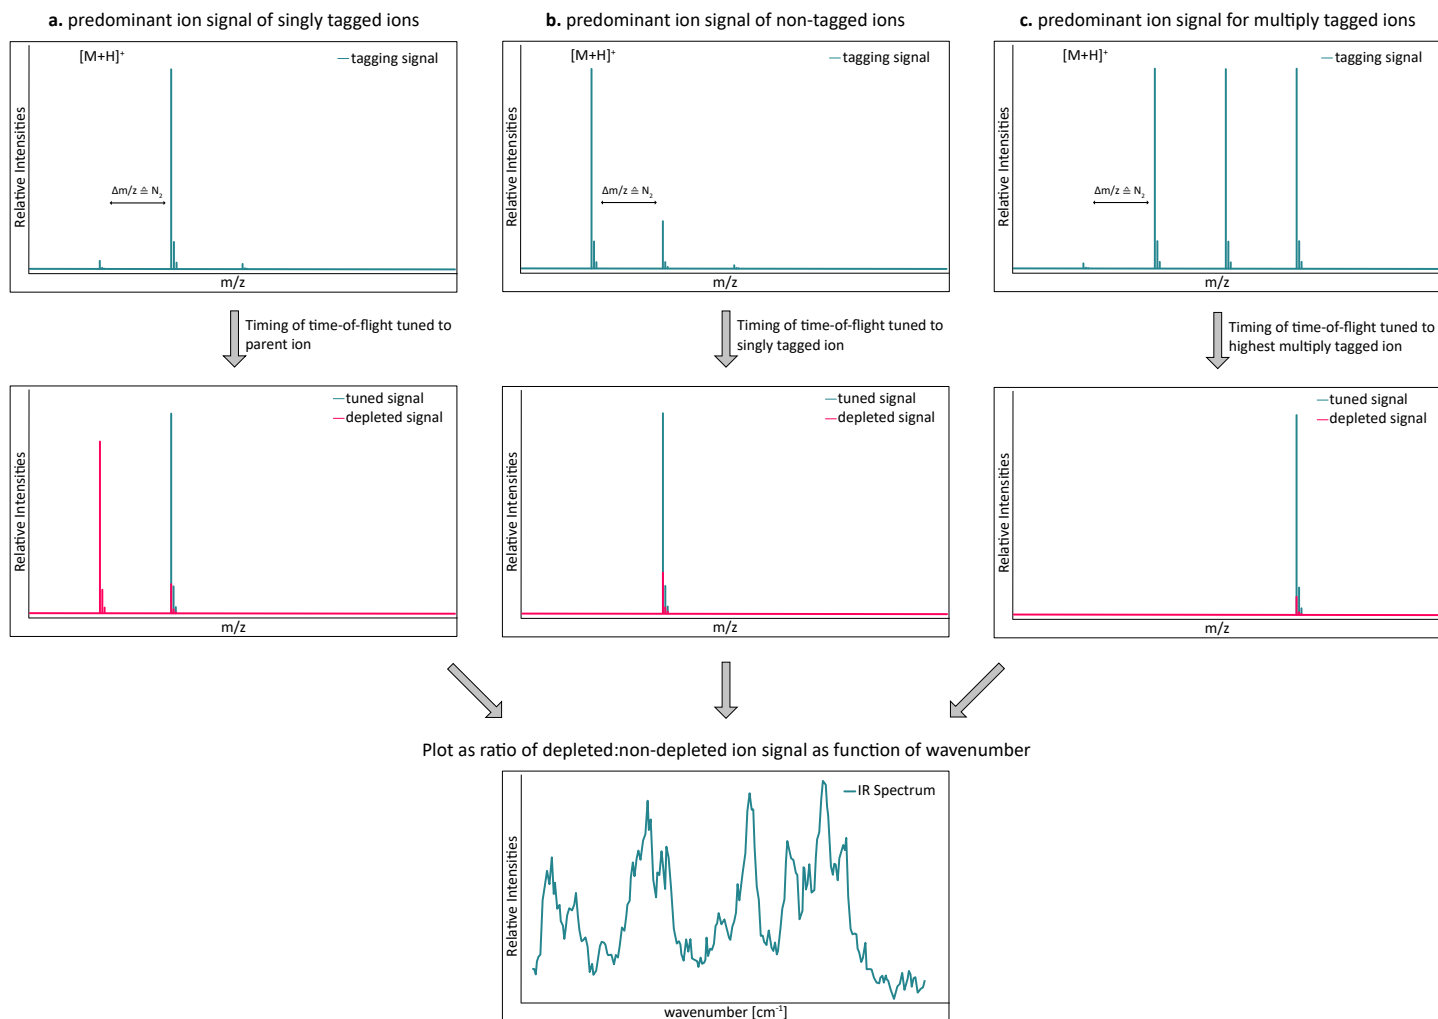 a. predominant ion signal of singly tagged ions
[M+H]⁺
tagging signal
Δm/z ≙ N₂
Relative Intensities
m/z
b. predominant ion signal of non-tagged ions
[M+H]⁺
tagging signal
Δm/z ≙ N₂
Relative Intensities
m/z
c. predominant ion signal for multiply tagged ions
[M+H]⁺
tagging signal
Δm/z ≙ N₂
Relative Intensities
m/z
Timing of time-of-flight tuned to
parent ion
Timing of time-of-flight tuned to
singly tagged ion
Timing of time-of-flight tuned to
highest multiply tagged ion
tuned signal
depleted signal
Relative Intensities
m/z
tuned signal
depleted signal
Relative Intensities
m/z
tuned signal
depleted signal
Relative Intensities
m/z
Plot as ratio of depleted:non-depleted ion signal as function of wavenumber
IR Spectrum
Relative Intensities
wavenumber [cm⁻¹]